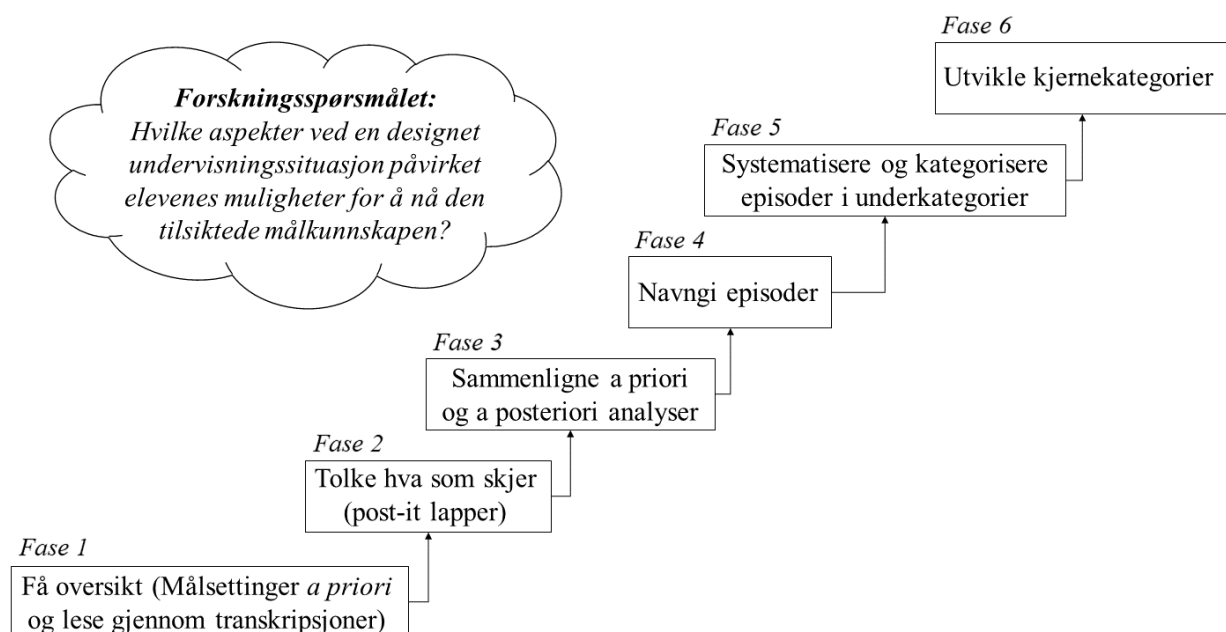 Forskningsspørsmålet:
Hvilke aspekter ved en designet
undervisningssituasjon påvirket
elevenes muligheter for å nå den
tilsiktede målkunnskapen?
Fase 6
Utvikle kjernekategorier
Fase 5
Systematisere og kategorisere
episoder i underkategorier
Fase 4
Navngi episoder
Fase 3
Sammenligne a priori
og a posteriori analyser
Fase 2
Tolke hva som skjer
(post-it lapper)
Fase 1
Få oversikt (Målsettinger a priori
og lese gjennom transkripsjoner)